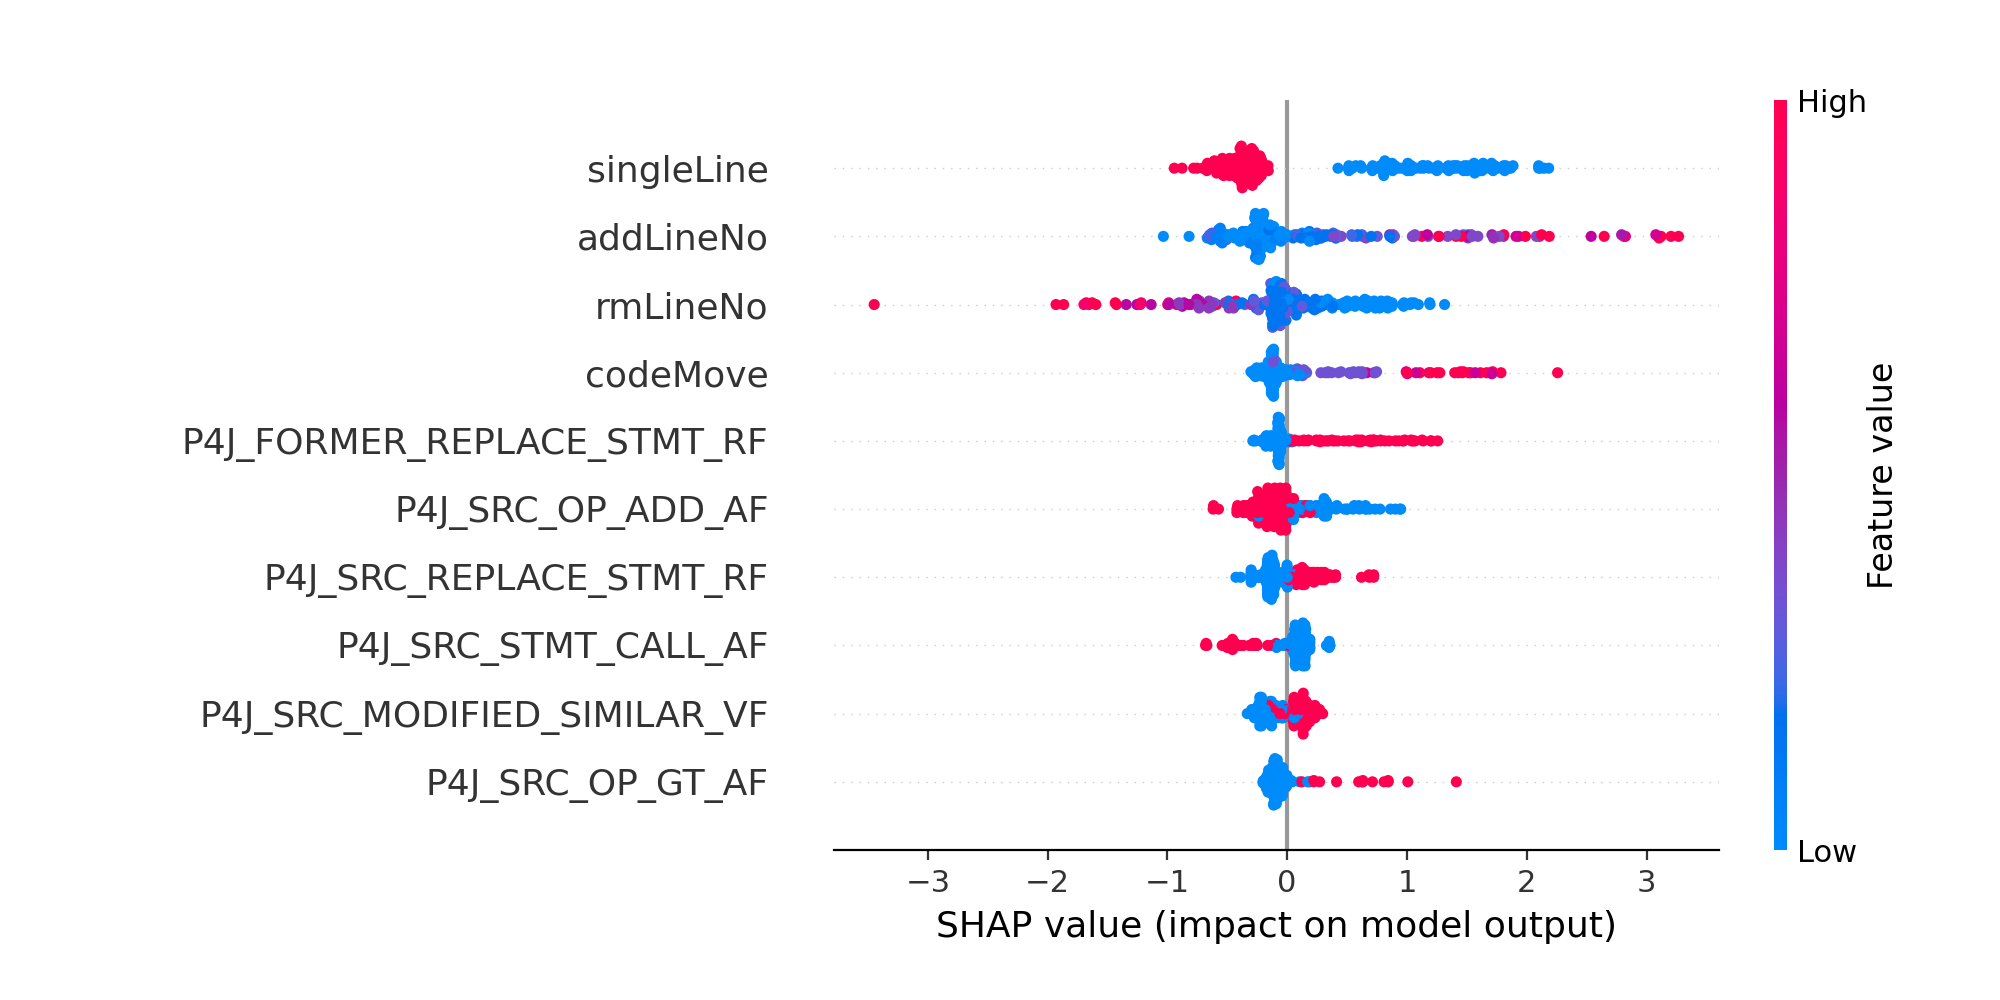 High
singleLine
addLineNo
rmLineNo
codeMove
P4J_FORMER_REPLACE_STMT_RF
P4J_SRC_OP_ADD_AF
P4J_SRC_REPLACE_STMT_RF
P4J_SRC_STMT_CALL_AF
P4J_SRC_MODIFIED_SIMILAR_VF
P4J_SRC_OP_GT_AF
Feature value
Low
−3 −2 −1 0 1 2 3
SHAP value (impact on model output)